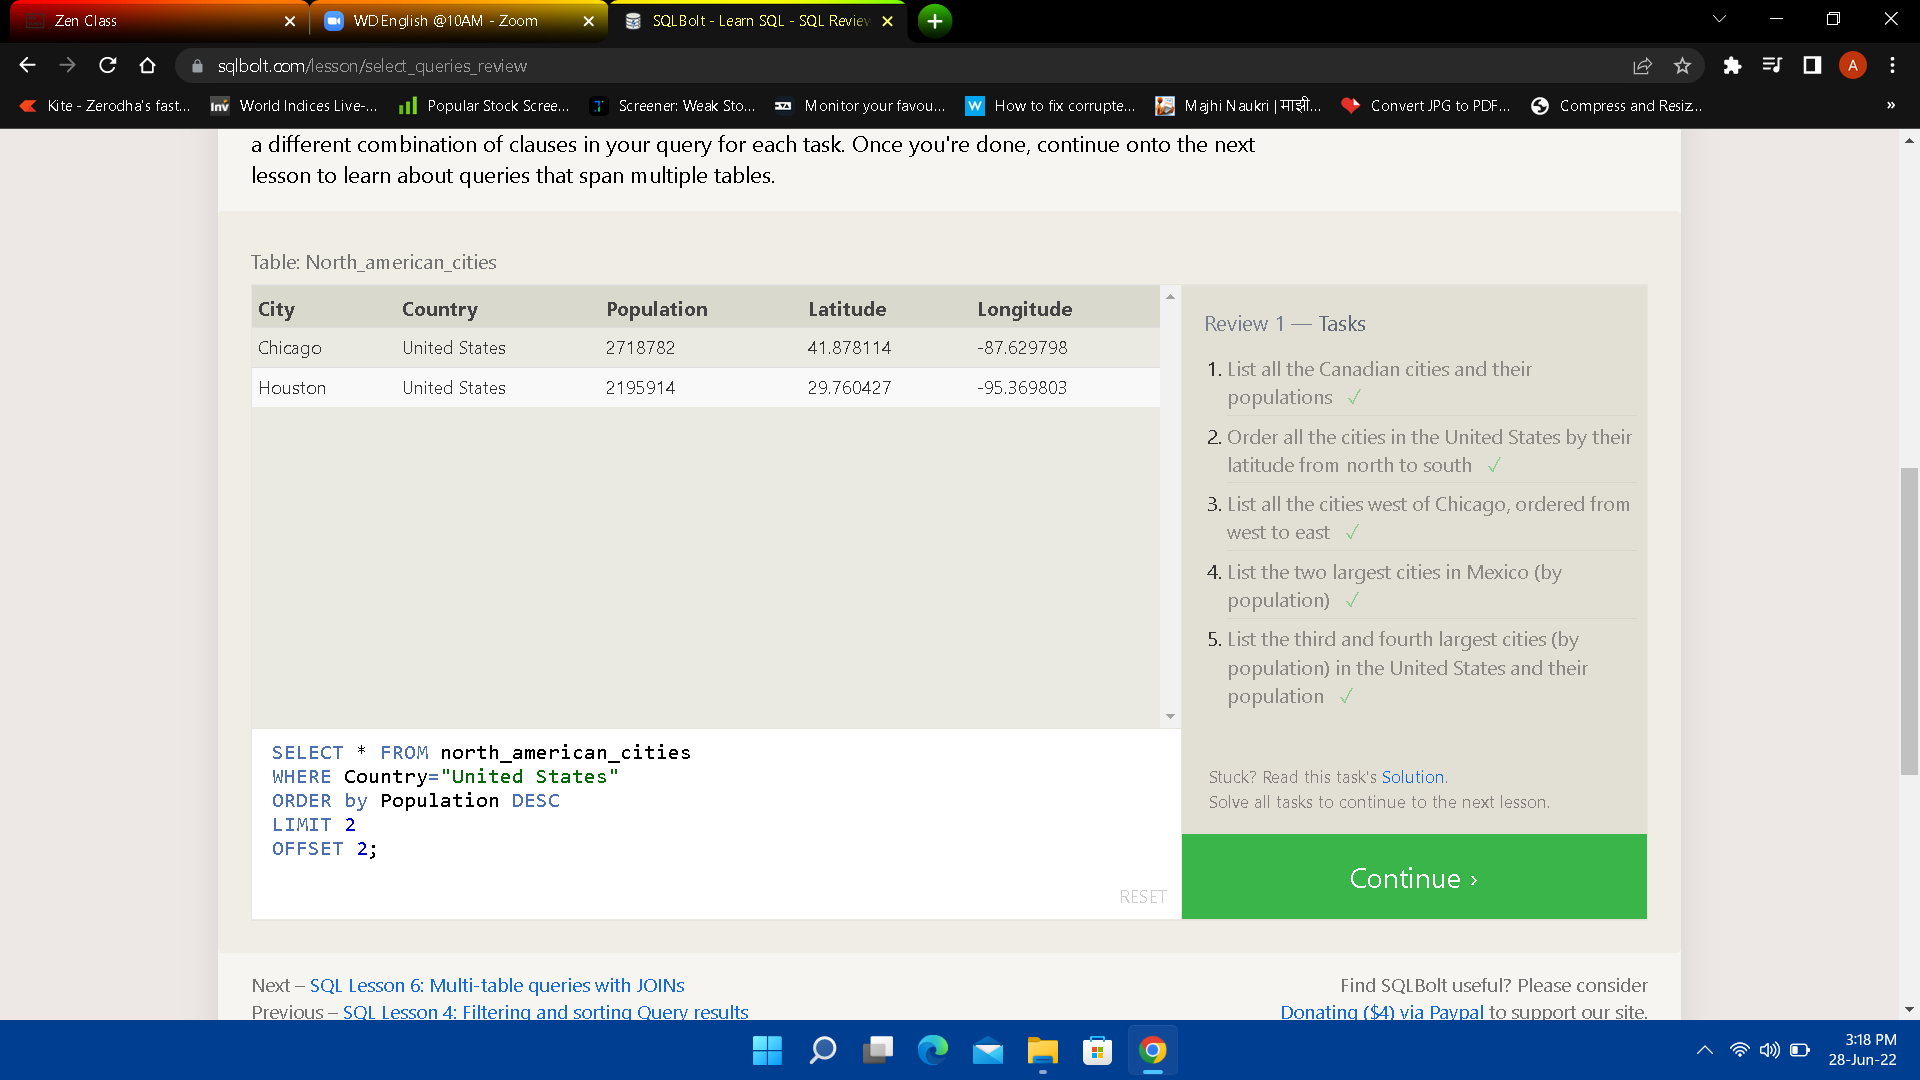 Zen Class
WD English @10AM - Zoom
SQLBolt - Learn SQL - SQL Review
sqlbolt.com/lesson/select_queries_review
A
Kite - Zerodha's fast...
World Indices Live-...
Popular Stock Scree...
Screener: Weak Sto...
Monitor your favou...
How to fix corrupte...
Majhi Naukri | माझी...
Convert JPG to PDF...
Compress and Resiz...
»
a different combination of clauses in your query for each task. Once you're done, continue onto the next
lesson to learn about queries that span multiple tables.
Table: North_american_cities
City Country Population Latitude Longitude
Chicago United States 2718782 41.878114 -87.629798
Houston United States 2195914 29.760427 -95.369803
SELECT * FROM north_american_cities
WHERE Country="United States"
ORDER by Population DESC
LIMIT 2
OFFSET 2;
RESET
Review 1 — Tasks
1. List all the Canadian cities and their
populations ✓
2. Order all the cities in the United States by their
latitude from north to south ✓
3. List all the cities west of Chicago, ordered from
west to east ✓
4. List the two largest cities in Mexico (by
population) ✓
5. List the third and fourth largest cities (by
population) in the United States and their
population ✓
Stuck? Read this task's Solution.
Solve all tasks to continue to the next lesson.
Continue ›
Next – SQL Lesson 6: Multi-table queries with JOINs
Previous – SQL Lesson 4: Filtering and sorting Query results
Find SQLBolt useful? Please consider
Donating ($4) via Paypal to support our site.
3:18 PM
28-Jun-22